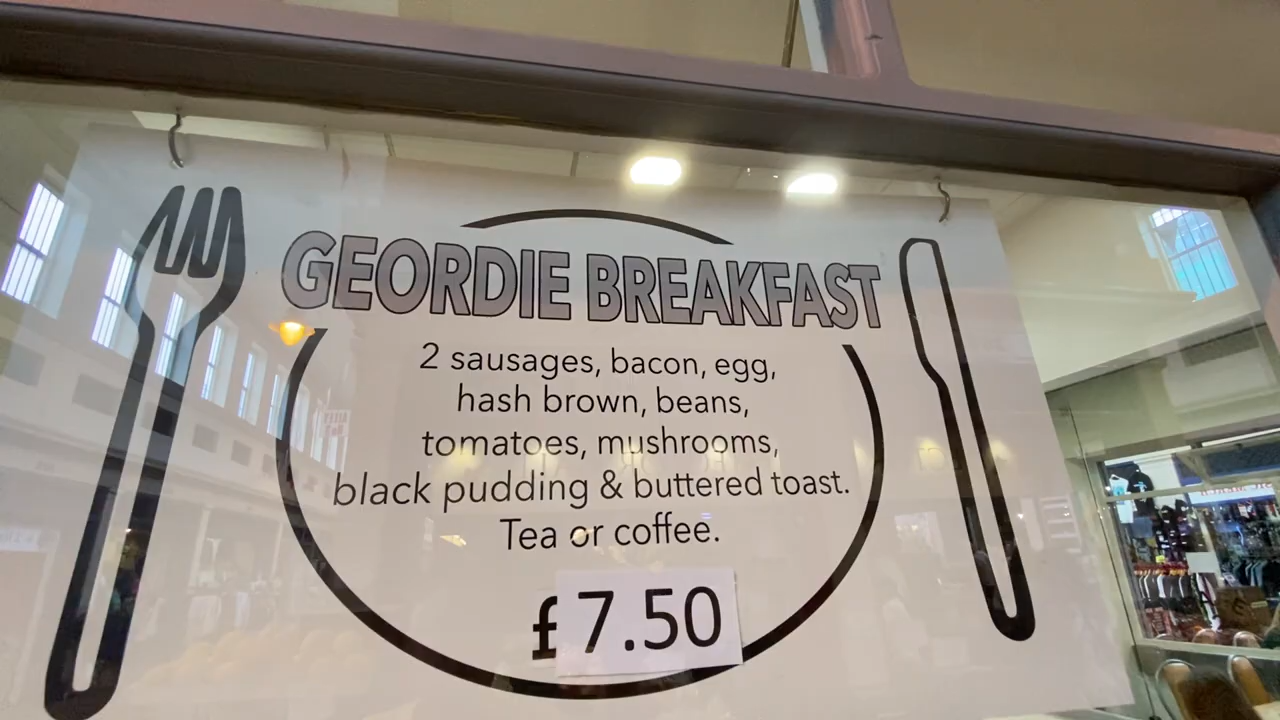 GEORDIE BREAKFAST
2 sausages, bacon, egg,
hash brown, beans,
tomatoes, mushrooms,
black pudding & buttered toast.
Tea or coffee.
£7.50